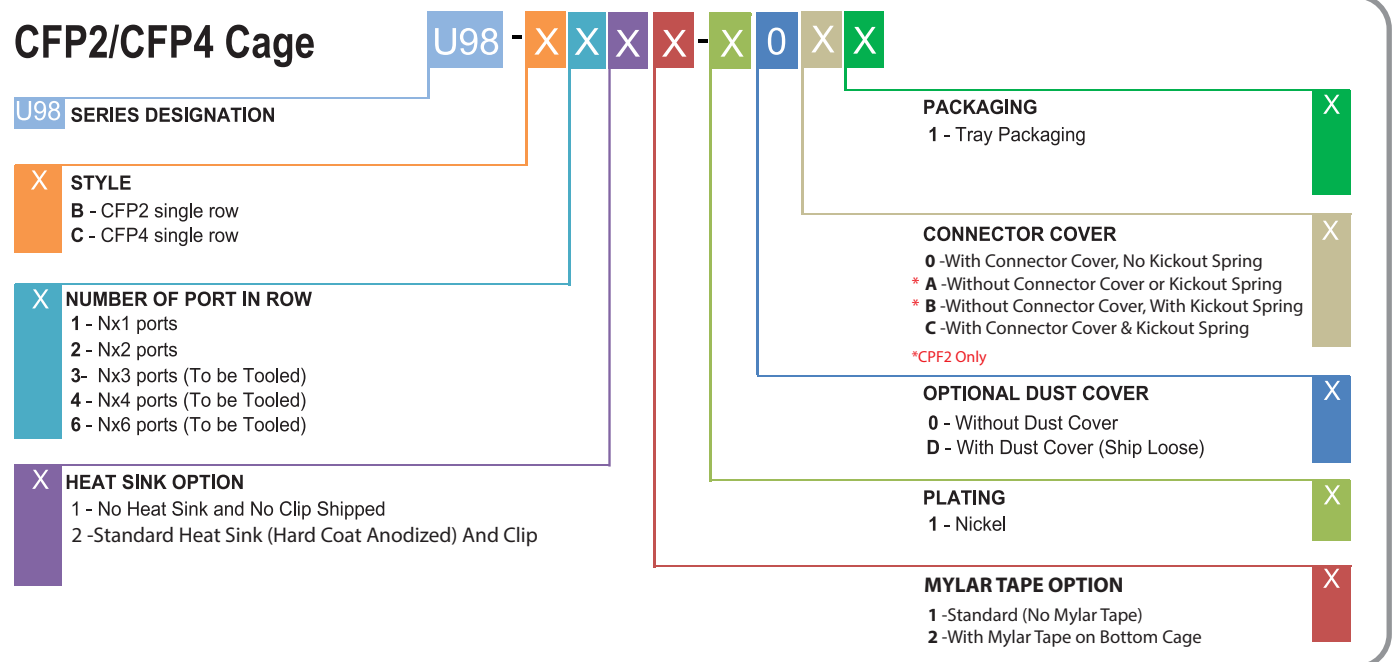 CFP2/CFP4 Cage
U98 - X X X X - X 0 X X
U98 SERIES DESIGNATION
X STYLE
B - CFP2 single row
C - CFP4 single row
X NUMBER OF PORT IN ROW
1 - Nx1 ports
2 - Nx2 ports
3- Nx3 ports (To be Tooled)
4 - Nx4 ports (To be Tooled)
6 - Nx6 ports (To be Tooled)
X HEAT SINK OPTION
1 - No Heat Sink and No Clip Shipped
2 -Standard Heat Sink (Hard Coat Anodized) And Clip
PACKAGING X
1 - Tray Packaging
CONNECTOR COVER X
0 -With Connector Cover, No Kickout Spring
* A -Without Connector Cover or Kickout Spring
* B -Without Connector Cover, With Kickout Spring
C -With Connector Cover & Kickout Spring
*CPF2 Only
OPTIONAL DUST COVER X
0 - Without Dust Cover
D - With Dust Cover (Ship Loose)
PLATING X
1 - Nickel
MYLAR TAPE OPTION X
1 -Standard (No Mylar Tape)
2 -With Mylar Tape on Bottom Cage